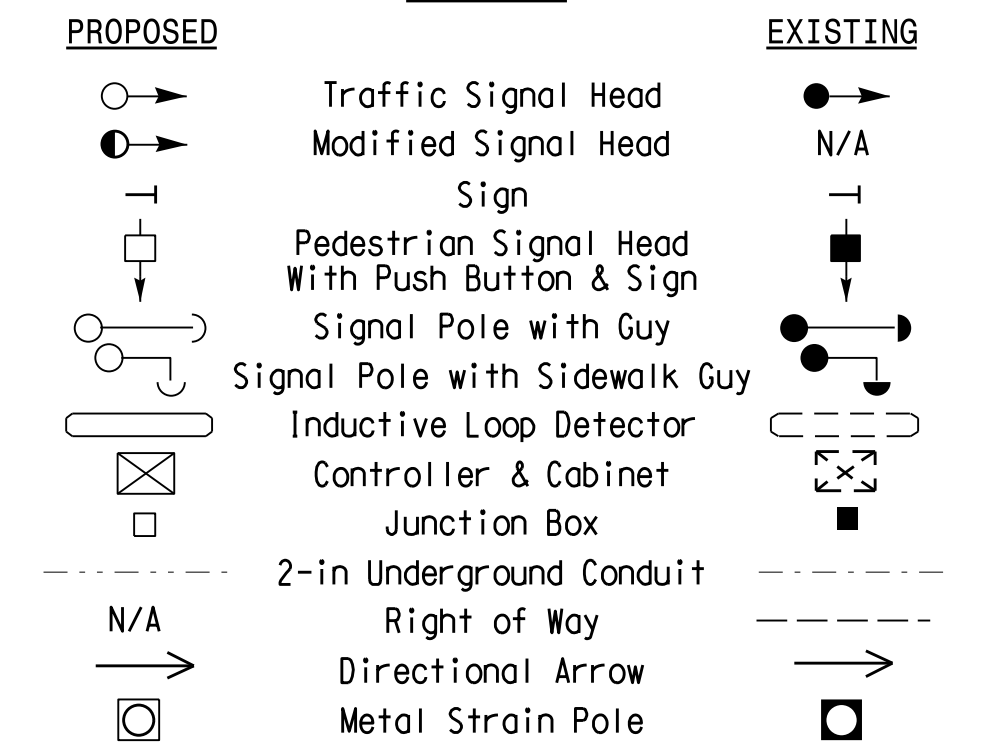 PROPOSED EXISTING
Traffic Signal Head
Modified Signal Head N/A
Sign
Pedestrian Signal Head
With Push Button & Sign
Signal Pole with Guy
Signal Pole with Sidewalk Guy
Inductive Loop Detector
Controller & Cabinet
Junction Box
2-in Underground Conduit
N/A Right of Way
Directional Arrow
Metal Strain Pole